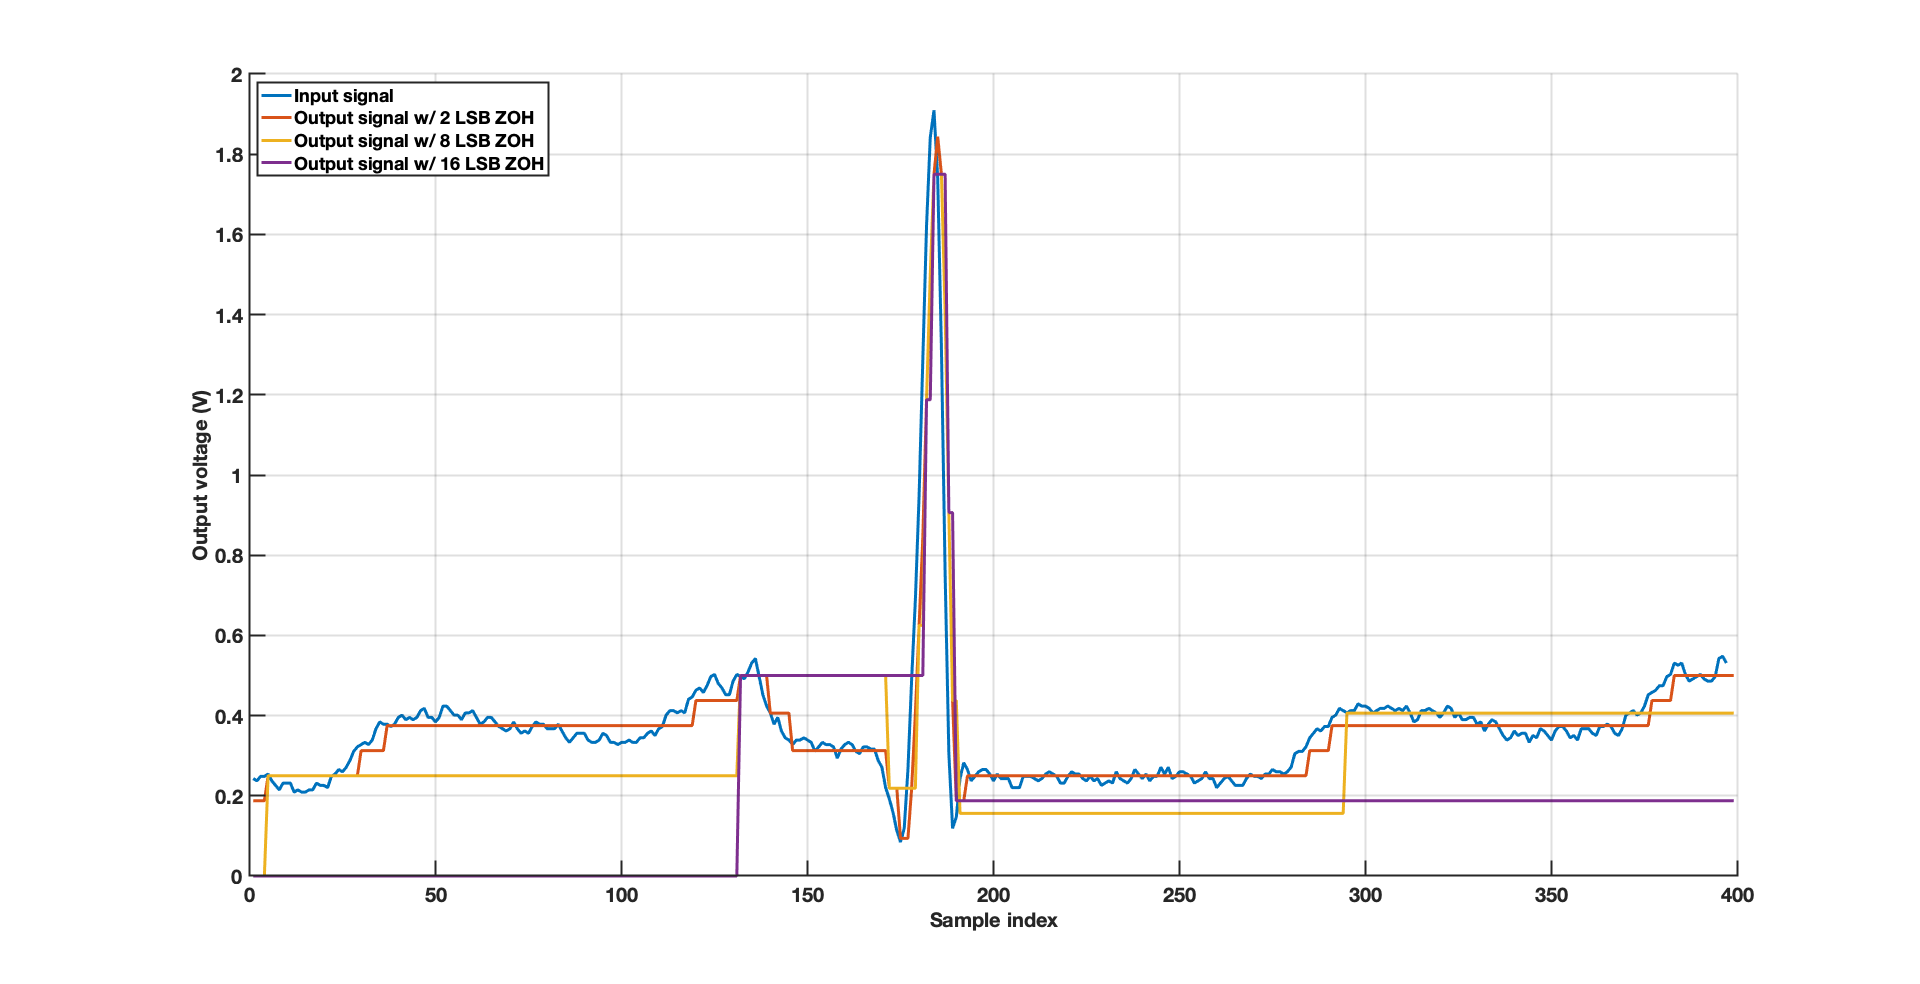 2
1.8
1.6
1.4
1.2
1
0.8
0.6
0.4
0.2
0
Output voltage (V)
Input signal
Output signal w/ 2 LSB ZOH
Output signal w/ 8 LSB ZOH
Output signal w/ 16 LSB ZOH
0 50 100 150 200 250 300 350 400
Sample index